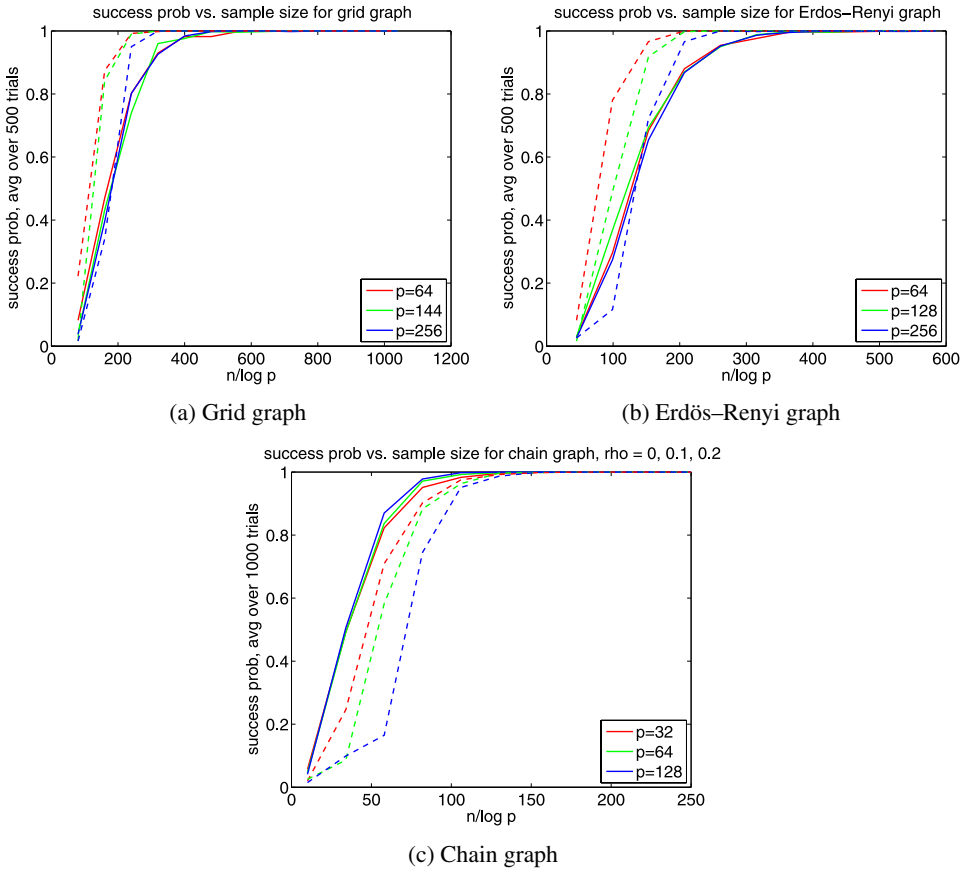 success prob vs. sample size for grid graph
success prob, avg over 500 trials
1
0.8
0.6
0.4
0.2
0
0 200 400 600 800 1000 1200
n/log p
p=64
p=144
p=256
(a) Grid graph
success prob vs. sample size for Erdos–Renyi graph
success prob, avg over 500 trials
1
0.8
0.6
0.4
0.2
0
0 100 200 300 400 500 600
n/log p
p=64
p=128
p=256
(b) Erdös–Renyi graph
success prob vs. sample size for chain graph, rho = 0, 0.1, 0.2
success prob, avg over 1000 trials
1
0.8
0.6
0.4
0.2
0
0 50 100 150 200 250
n/log p
p=32
p=64
p=128
(c) Chain graph